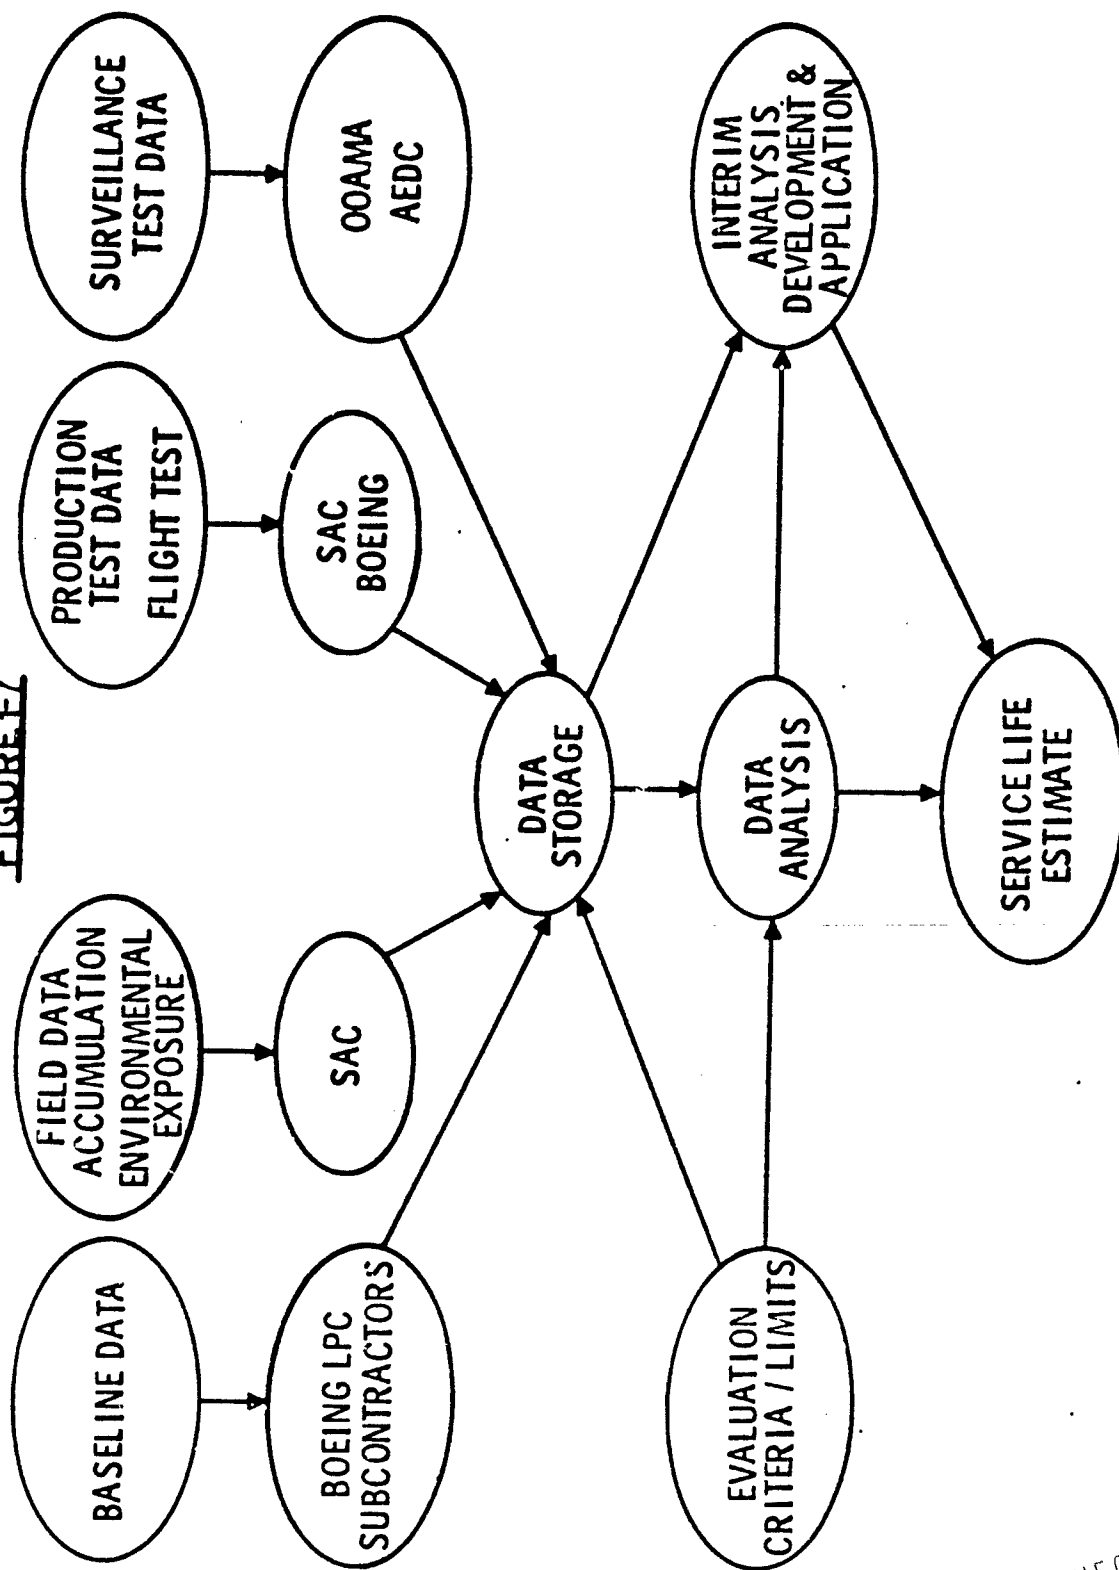 BASELINE DATA
FIELD DATA
ACCUMULATION
ENVIRONMENTAL
EXPOSURE
PRODUCTION
TEST DATA
FLIGHT TEST
SURVEILLANCE
TEST DATA
BOEING LPC
SUBCONTRACTORS
SAC
SAC
BOEING
OOAMA
AEDC
DATA
STORAGE
EVALUATION
CRITERIA / LIMITS
DATA
ANALYSIS
INTERIM
ANALYSIS
DEVELOPMENT &
APPLICATION
SERVICE LIFE
ESTIMATE